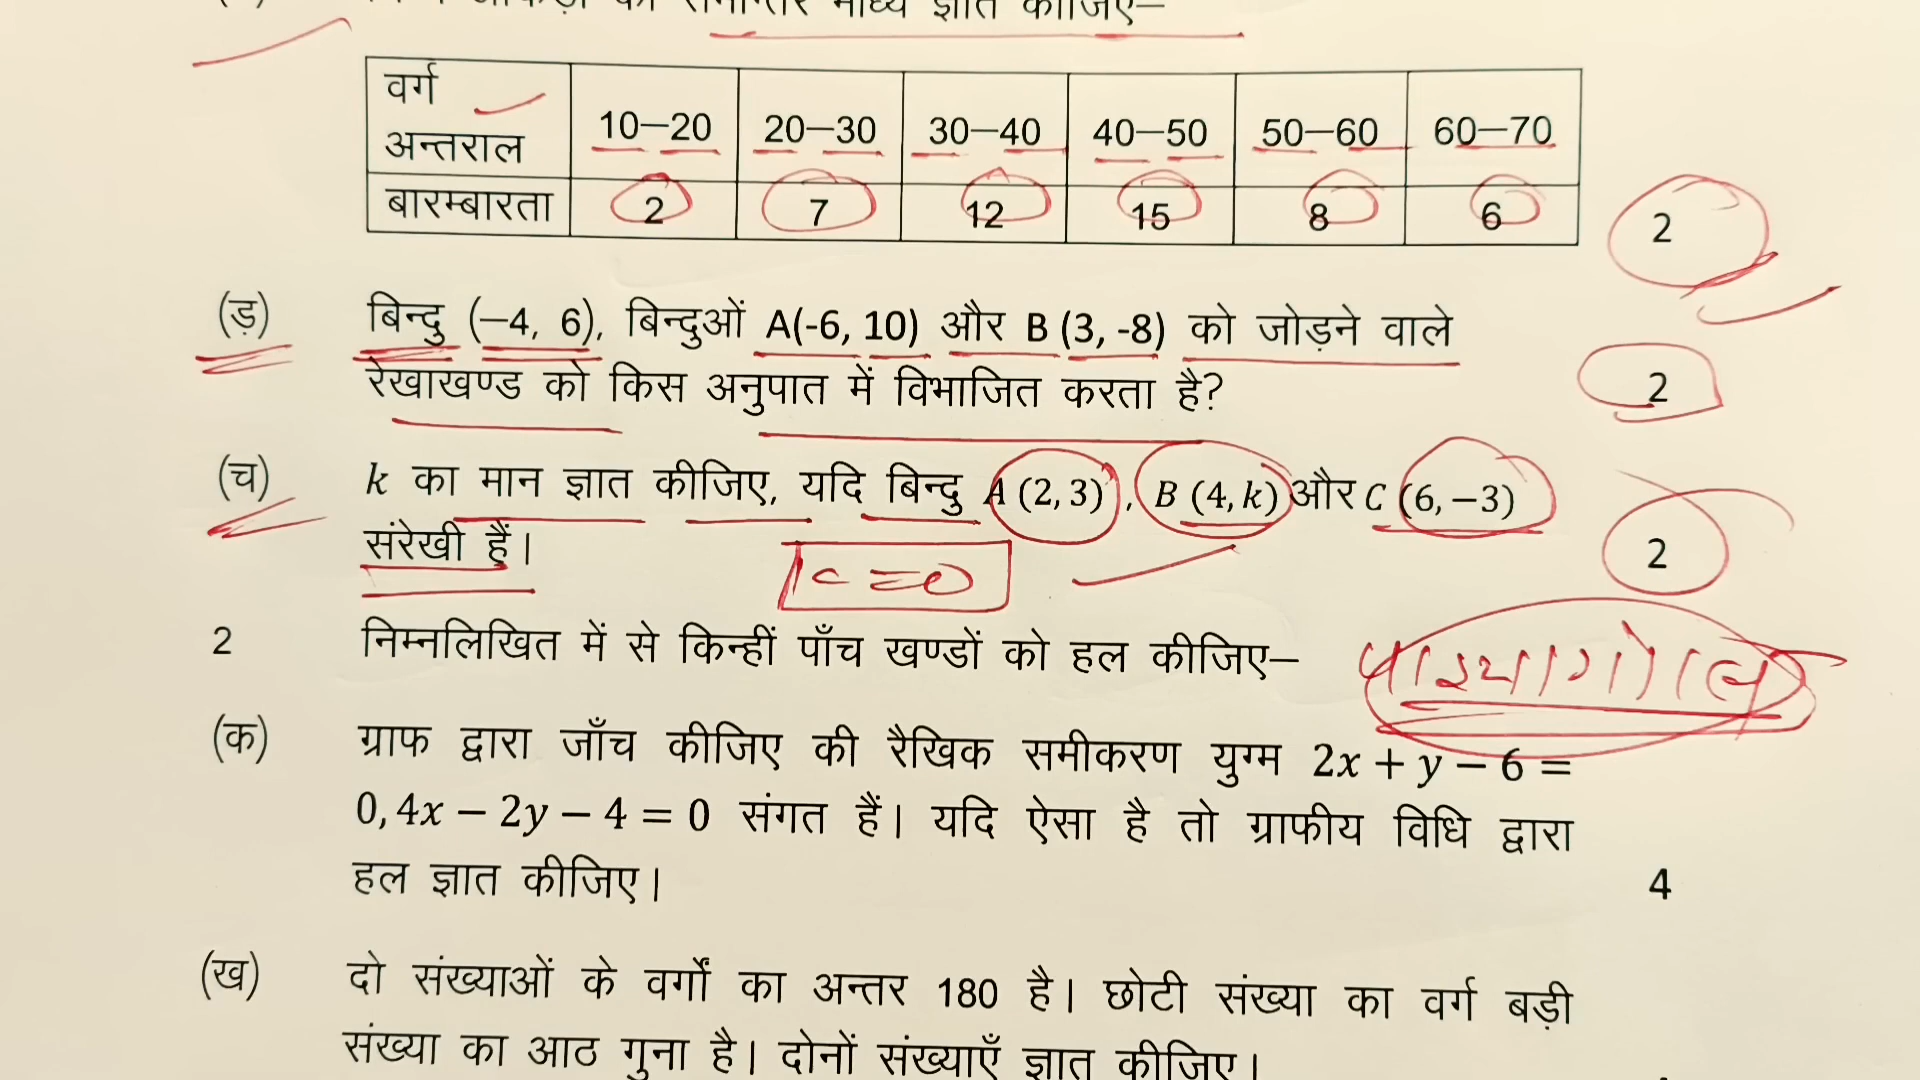 समान्तर माध्य ज्ञात कीजिए–
वर्ग अन्तराल 10–20 20–30 30–40 40–50 50–60 60–70
बारम्बारता 2 7 12 15 8 6
2
(ड़) बिन्दु (–4, 6), बिन्दुओं A(-6, 10) और B (3, -8) को जोड़ने वाले
रेखाखण्ड को किस अनुपात में विभाजित करता है? 2
(च) k का मान ज्ञात कीजिए, यदि बिन्दु A (2, 3) , B (4, k) और C (6, −3)
संरेखी हैं। 2
k = 0
2 निम्नलिखित में से किन्हीं पाँच खण्डों को हल कीजिए–
(क) ग्राफ द्वारा जाँच कीजिए की रैखिक समीकरण युग्म 2x + y − 6 =
0, 4x − 2y − 4 = 0 संगत हैं। यदि ऐसा है तो ग्राफीय विधि द्वारा
हल ज्ञात कीजिए। 4
(ख) दो संख्याओं के वर्गों का अन्तर 180 है। छोटी संख्या का वर्ग बड़ी
संख्या का आठ गुना है। दोनों संख्याएँ ज्ञात कीजिए।